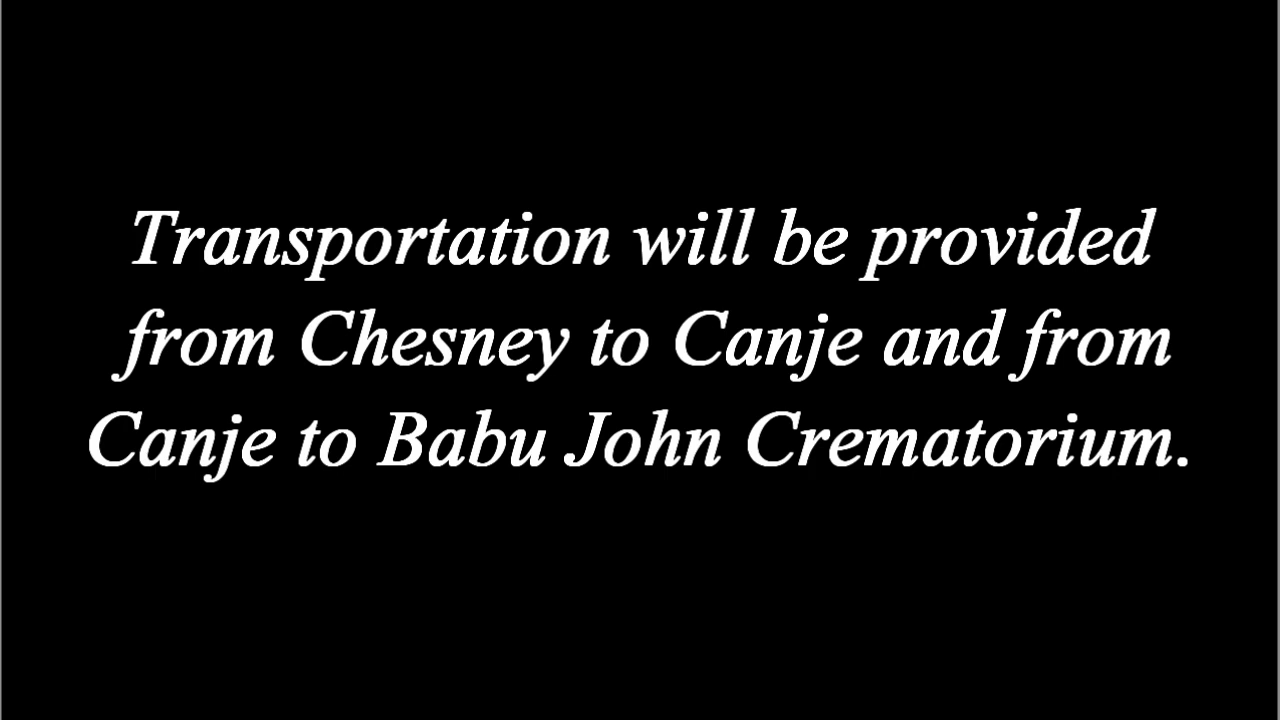 Transportation will be provided
from Chesney to Canje and from
Canje to Babu John Crematorium.